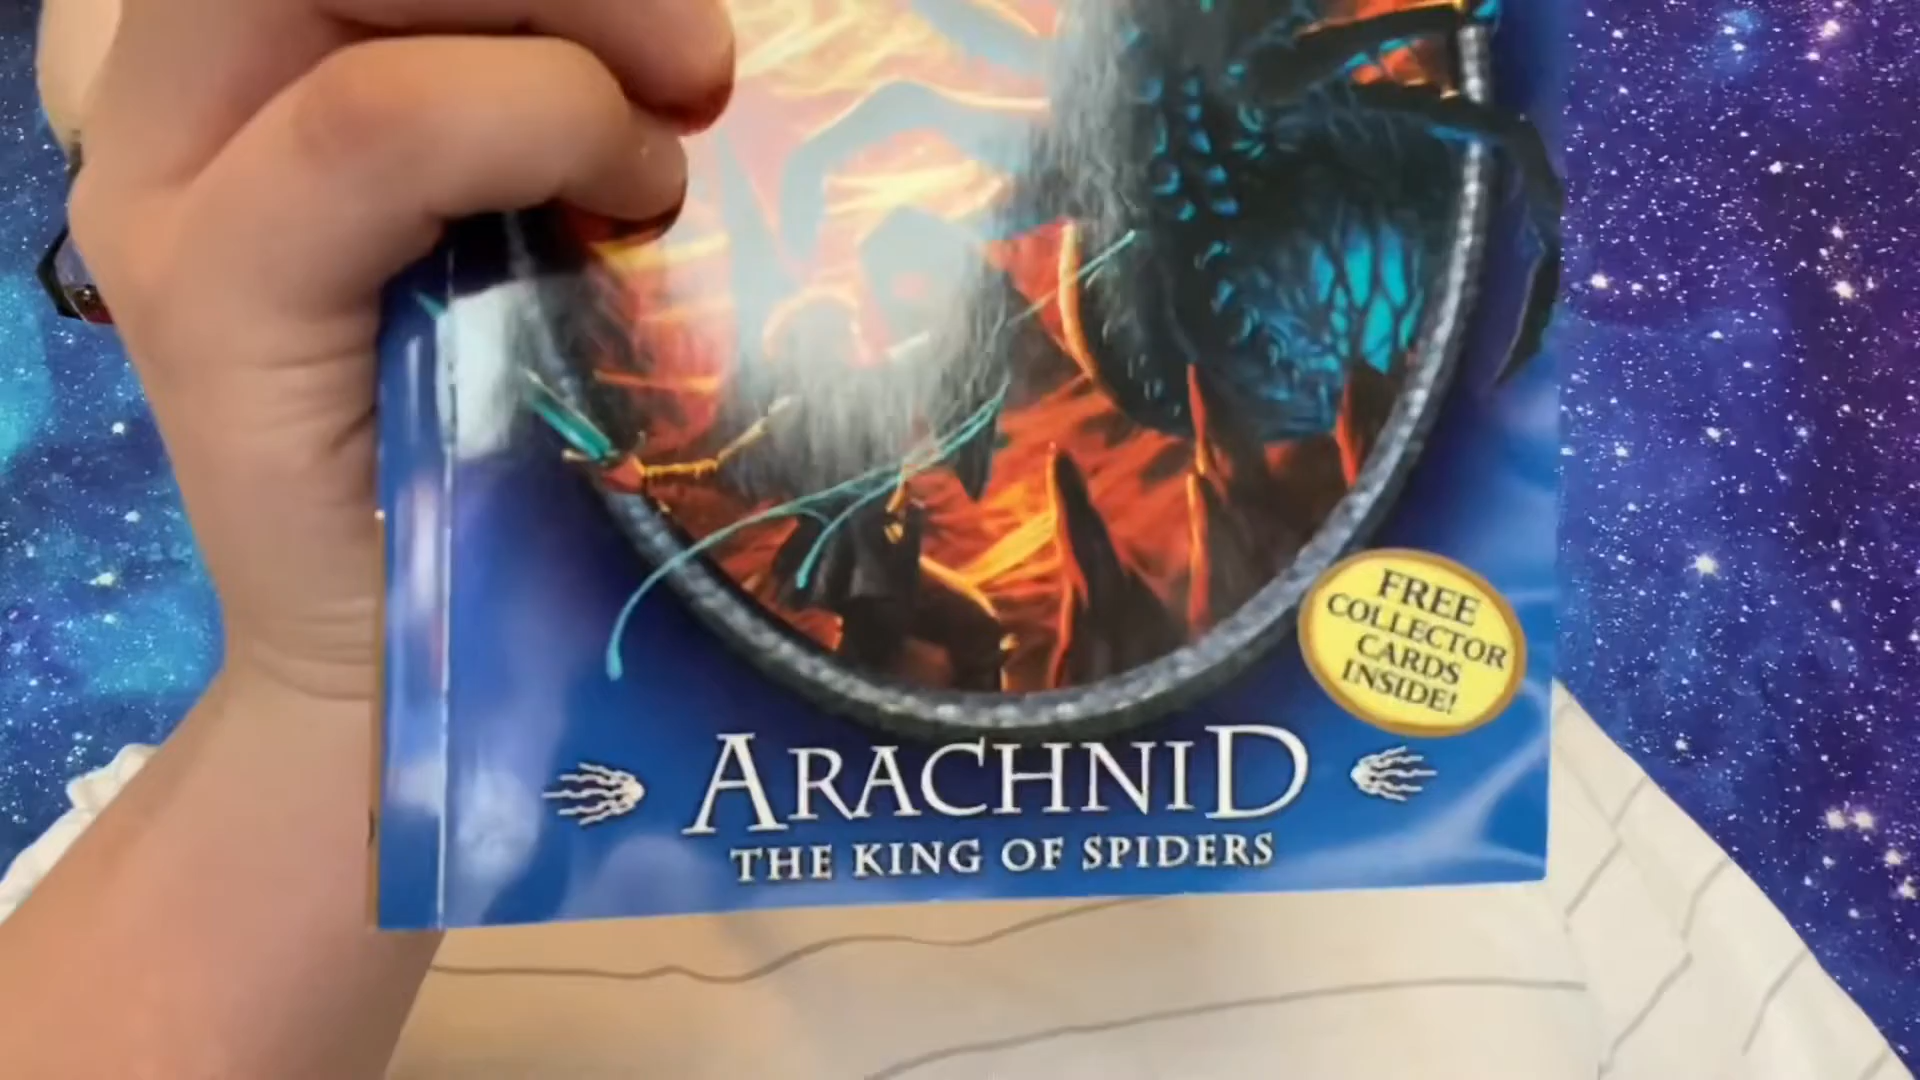 FREE
COLLECTOR
CARDS
INSIDE!
ARACHNID
THE KING OF SPIDERS